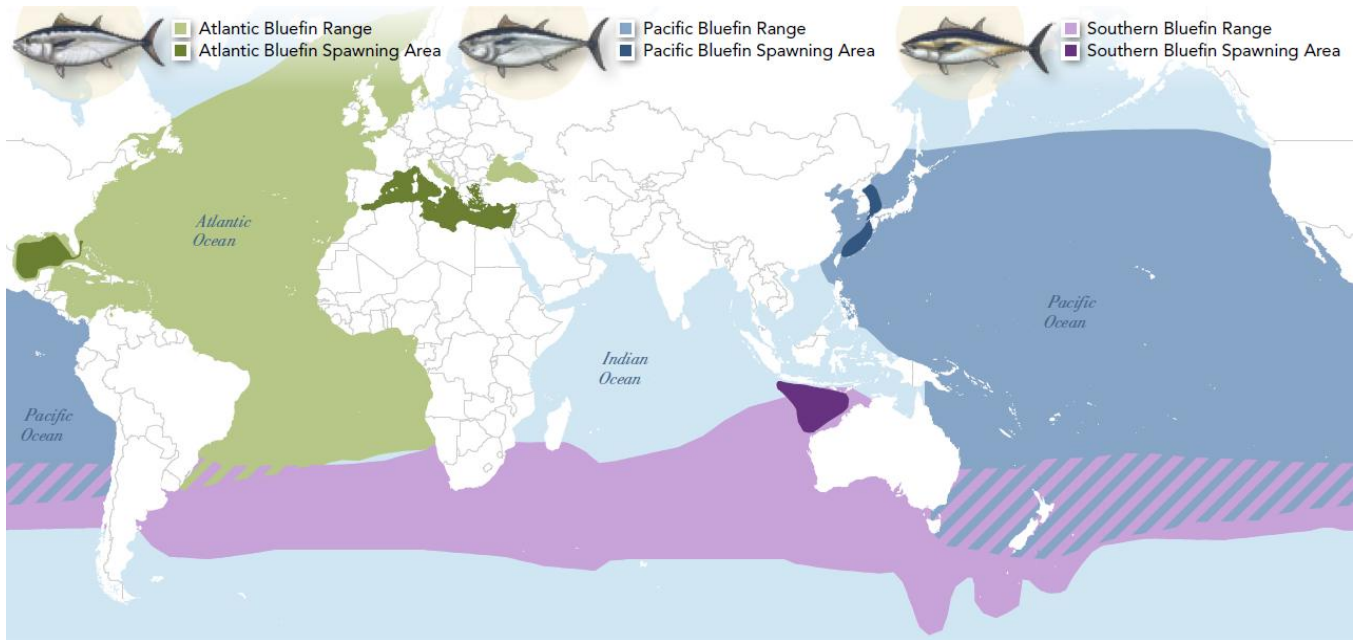 Atlantic Bluefin Range
Atlantic Bluefin Spawning Area
Pacific Bluefin Range
Pacific Bluefin Spawning Area
Southern Bluefin Range
Southern Bluefin Spawning Area
Atlantic
Ocean
Pacific
Ocean
Indian
Ocean
Pacific
Ocean